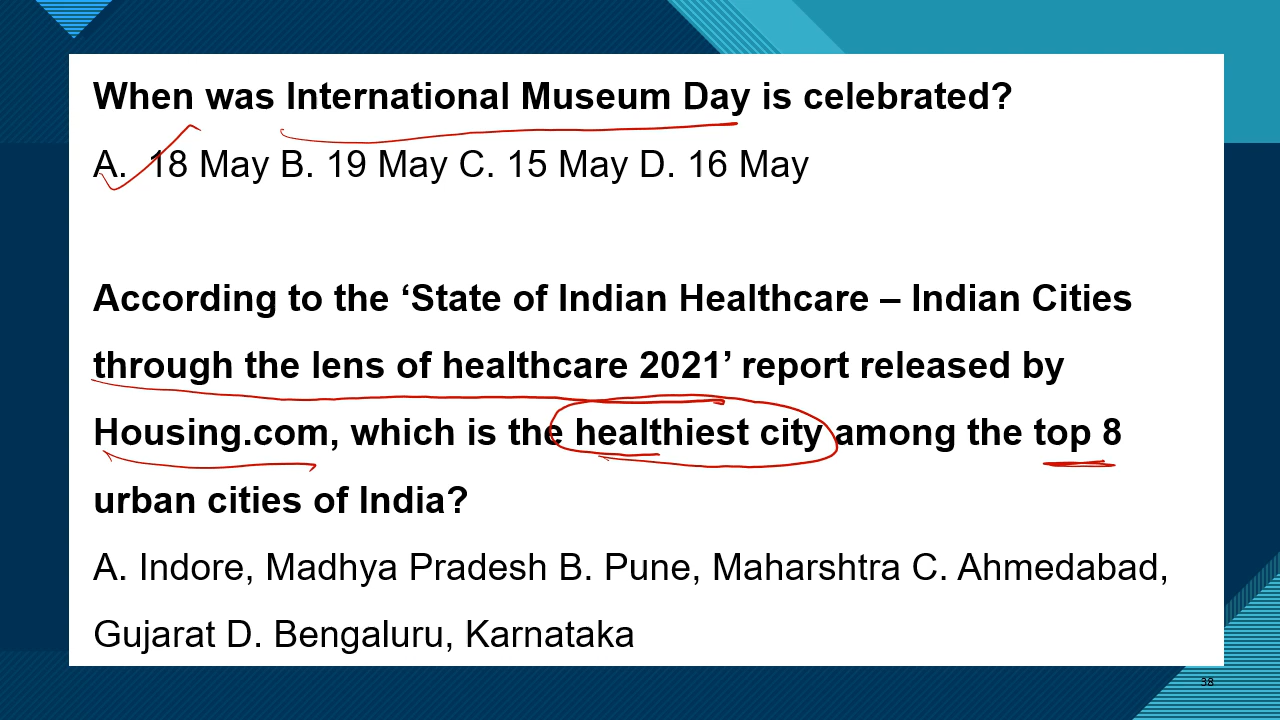 When was International Museum Day is celebrated?
A. 18 May B. 19 May C. 15 May D. 16 May
According to the ‘State of Indian Healthcare – Indian Cities
through the lens of healthcare 2021’ report released by
Housing.com, which is the healthiest city among the top 8
urban cities of India?
A. Indore, Madhya Pradesh B. Pune, Maharshtra C. Ahmedabad,
Gujarat D. Bengaluru, Karnataka
38